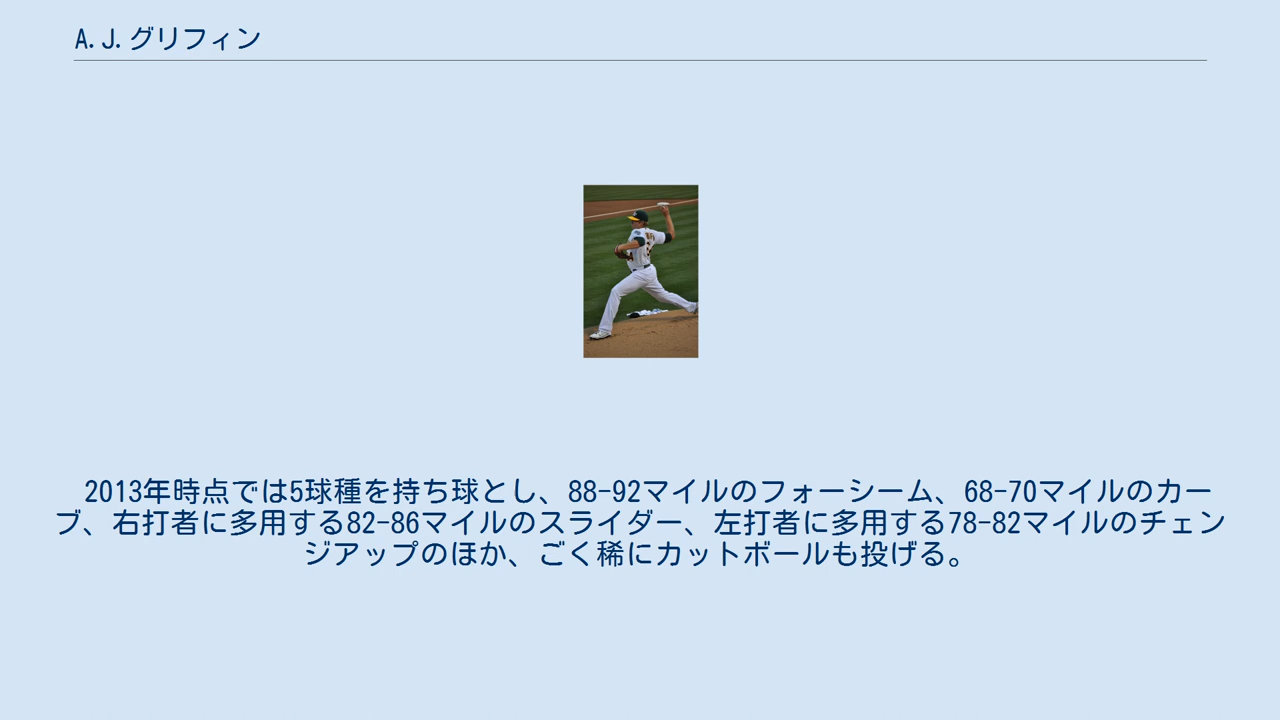 A.J.グリフィン
2013年時点では5球種を持ち球とし、88-92マイルのフォーシーム、68-70マイルのカー
ブ、右打者に多用する82-86マイルのスライダー、左打者に多用する78-82マイルのチェン
ジアップのほか、ごく稀にカットボールも投げる。